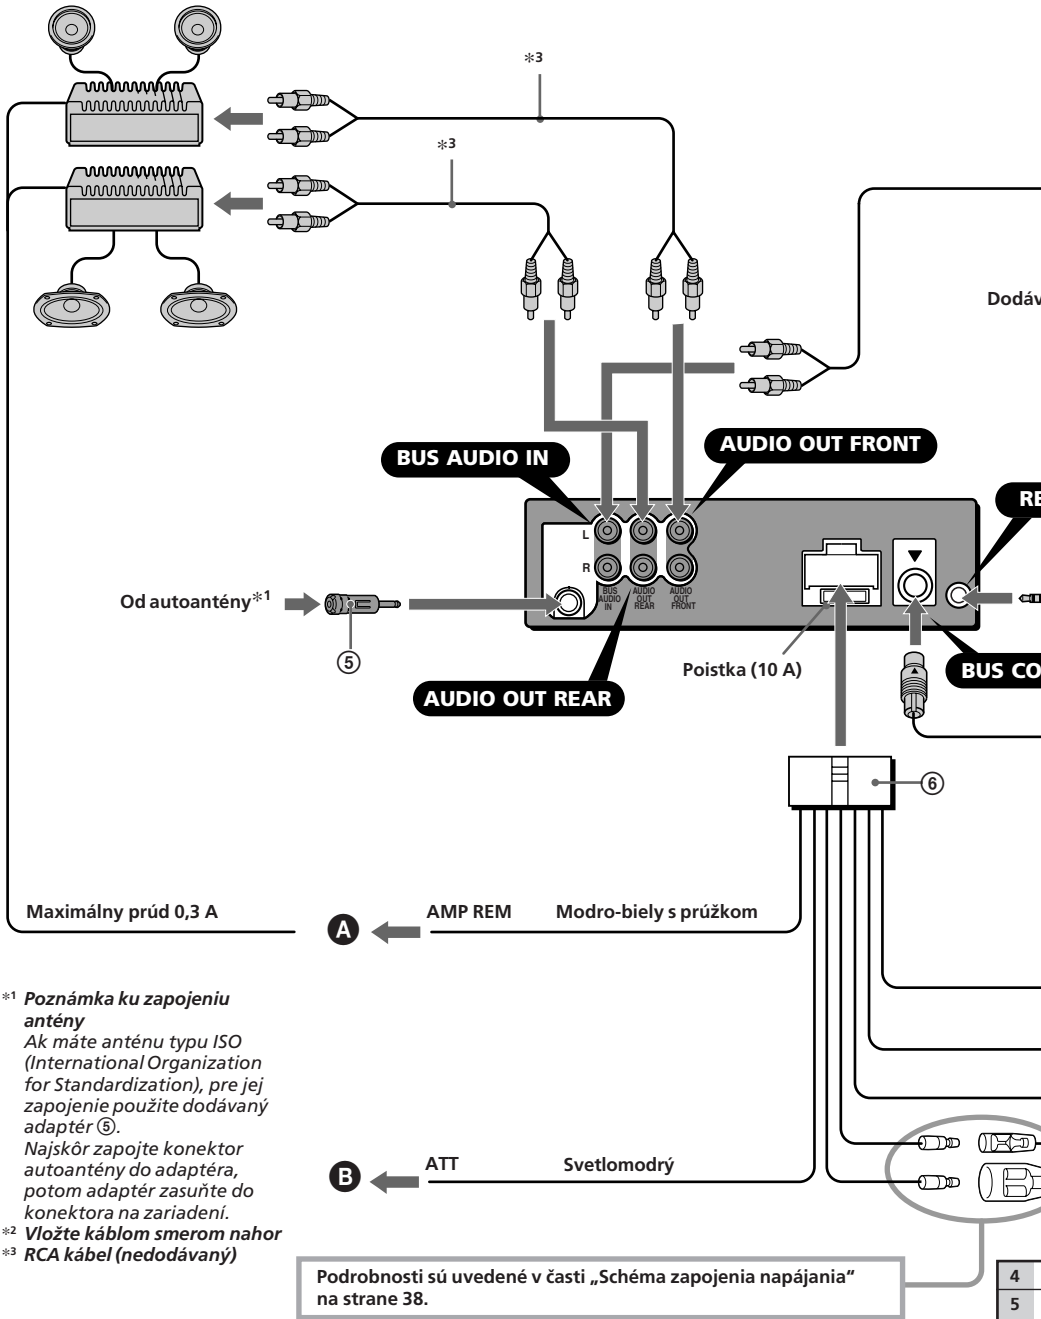 *3
*3
Dodáv
BUS AUDIO IN
AUDIO OUT FRONT
RE
L
R
BUS AUDIO IN
AUDIO OUT REAR
AUDIO OUT FRONT
Od autoantény*1
⑤
Poistka (10 A)
BUS CO
AUDIO OUT REAR
⑥
Maximálny prúd 0,3 A
A
AMP REM
Modro-biely s prúžkom
*1 Poznámka ku zapojeniu
antény
Ak máte anténu typu ISO
(International Organization
for Standardization), pre jej
zapojenie použite dodávaný
adaptér ⑤.
Najskôr zapojte konektor
autoantény do adaptéra,
potom adaptér zasuňte do
konektora na zariadení.
*2 Vložte káblom smerom nahor
*3 RCA kábel (nedodávaný)
B
ATT
Svetlomodrý
Podrobnosti sú uvedené v časti „Schéma zapojenia napájania“
na strane 38.
4
5